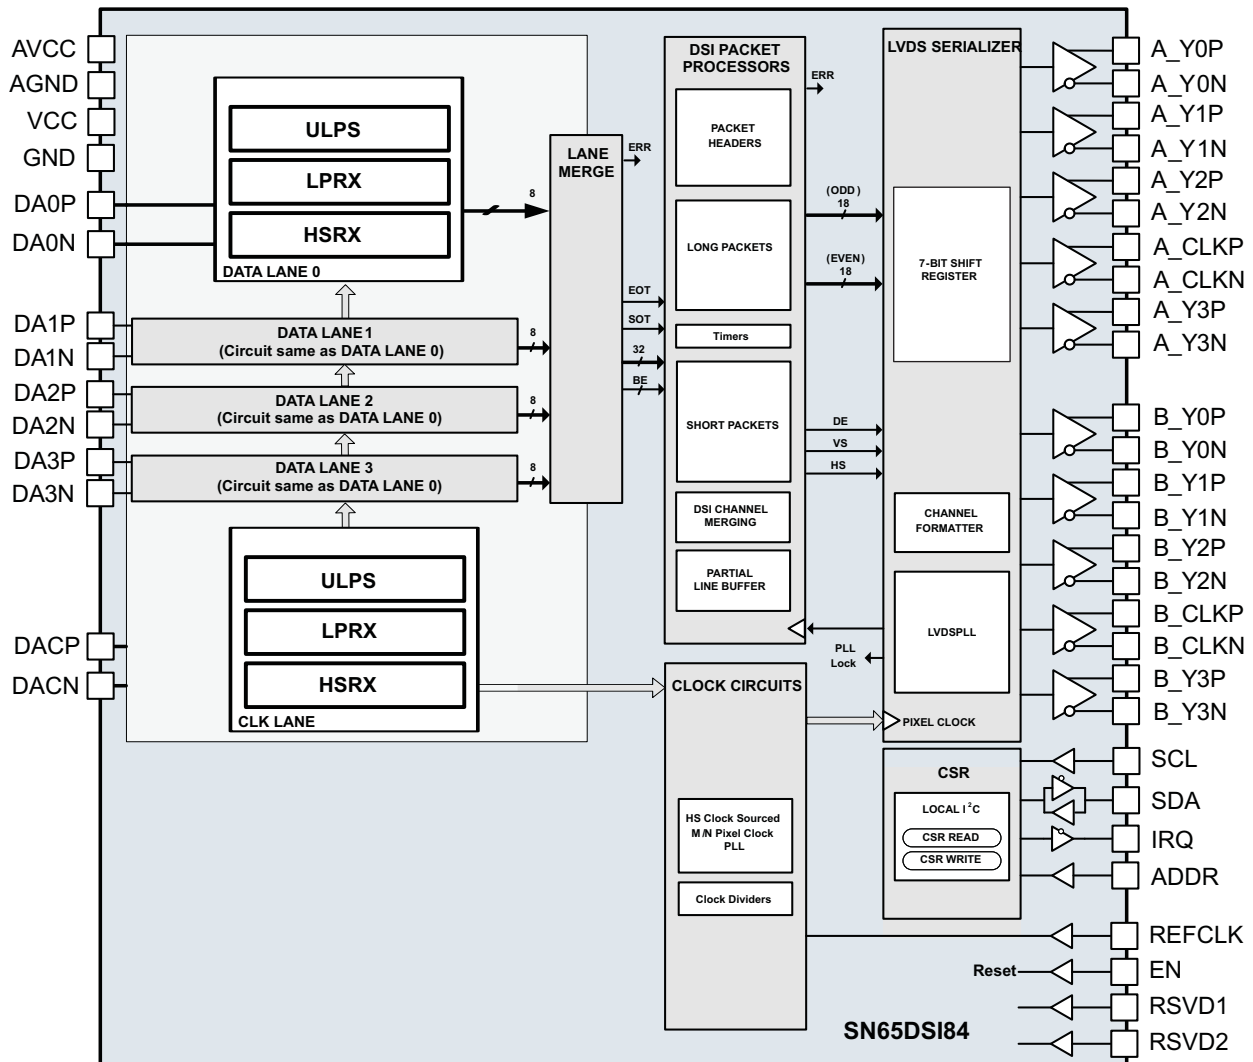 AVCC
AGND
VCC
GND
DA0P
DA0N
DA1P
DA1N
DA2P
DA2N
DA3P
DA3N
DACP
DACN
ULPS
LPRX
HSRX
DATA LANE 0
8
DATA LANE 1
(Circuit same as DATA LANE 0)
8
DATA LANE 2
(Circuit same as DATA LANE 0)
8
DATA LANE 3
(Circuit same as DATA LANE 0)
8
ULPS
LPRX
HSRX
CLK LANE
LANE
MERGE
ERR
EOT
SOT
32
BE
DSI PACKET
PROCESSORS
PACKET
HEADERS
LONG PACKETS
Timers
SHORT PACKETS
DSI CHANNEL
MERGING
PARTIAL
LINE BUFFER
ERR
(ODD)
18
(EVEN)
18
DE
VS
HS
PLL
Lock
CLOCK CIRCUITS
HS Clock Sourced
M/N Pixel Clock
PLL
Clock Dividers
LVDS SERIALIZER
7-BIT SHIFT
REGISTER
CHANNEL
FORMATTER
LVDSPLL
PIXEL CLOCK
CSR
LOCAL I²C
CSR READ
CSR WRITE
Reset
SN65DSI84
A_Y0P
A_Y0N
A_Y1P
A_Y1N
A_Y2P
A_Y2N
A_CLKP
A_CLKN
A_Y3P
A_Y3N
B_Y0P
B_Y0N
B_Y1P
B_Y1N
B_Y2P
B_Y2N
B_CLKP
B_CLKN
B_Y3P
B_Y3N
SCL
SDA
IRQ
ADDR
REFCLK
EN
RSVD1
RSVD2